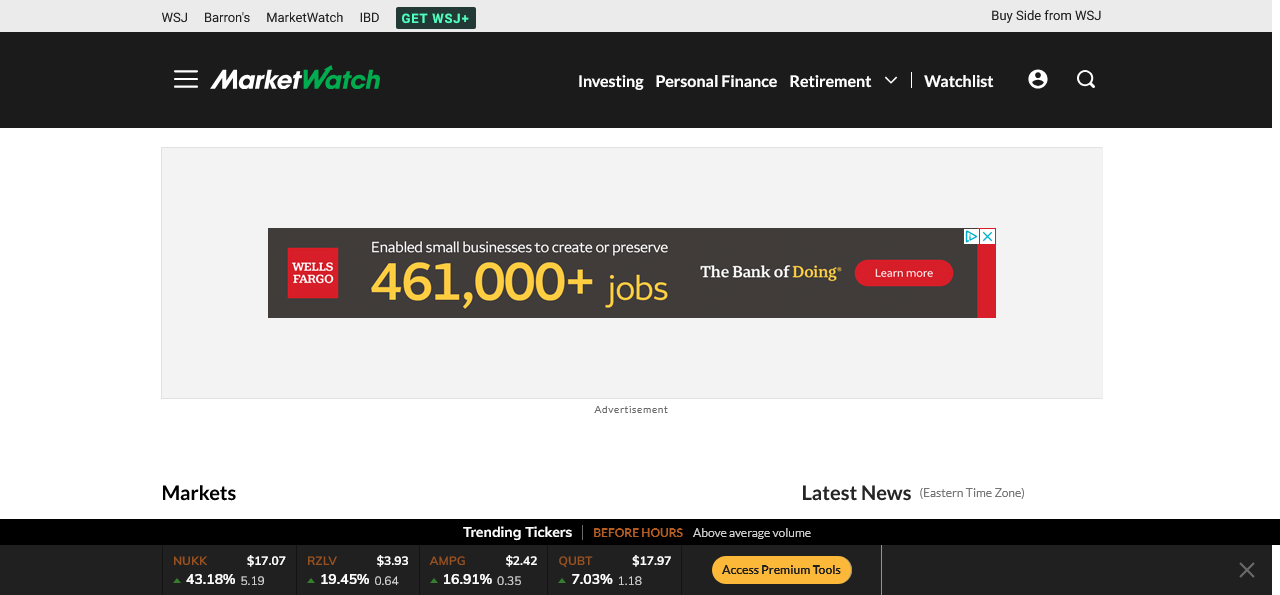 WSJ Barron's MarketWatch IBD GET WSJ+ Buy Side from WSJ
MarketWatch Investing Personal Finance Retirement Watchlist
WELLS FARGO
Enabled small businesses to create or preserve
461,000+ jobs
The Bank of Doing®
Learn more
Advertisement
Markets
Latest News (Eastern Time Zone)
Trending Tickers BEFORE HOURS Above average volume
NUKK $17.07
43.18% 5.19
RZLV $3.93
19.45% 0.64
AMPG $2.42
16.91% 0.35
QUBT $17.97
7.03% 1.18
Access Premium Tools